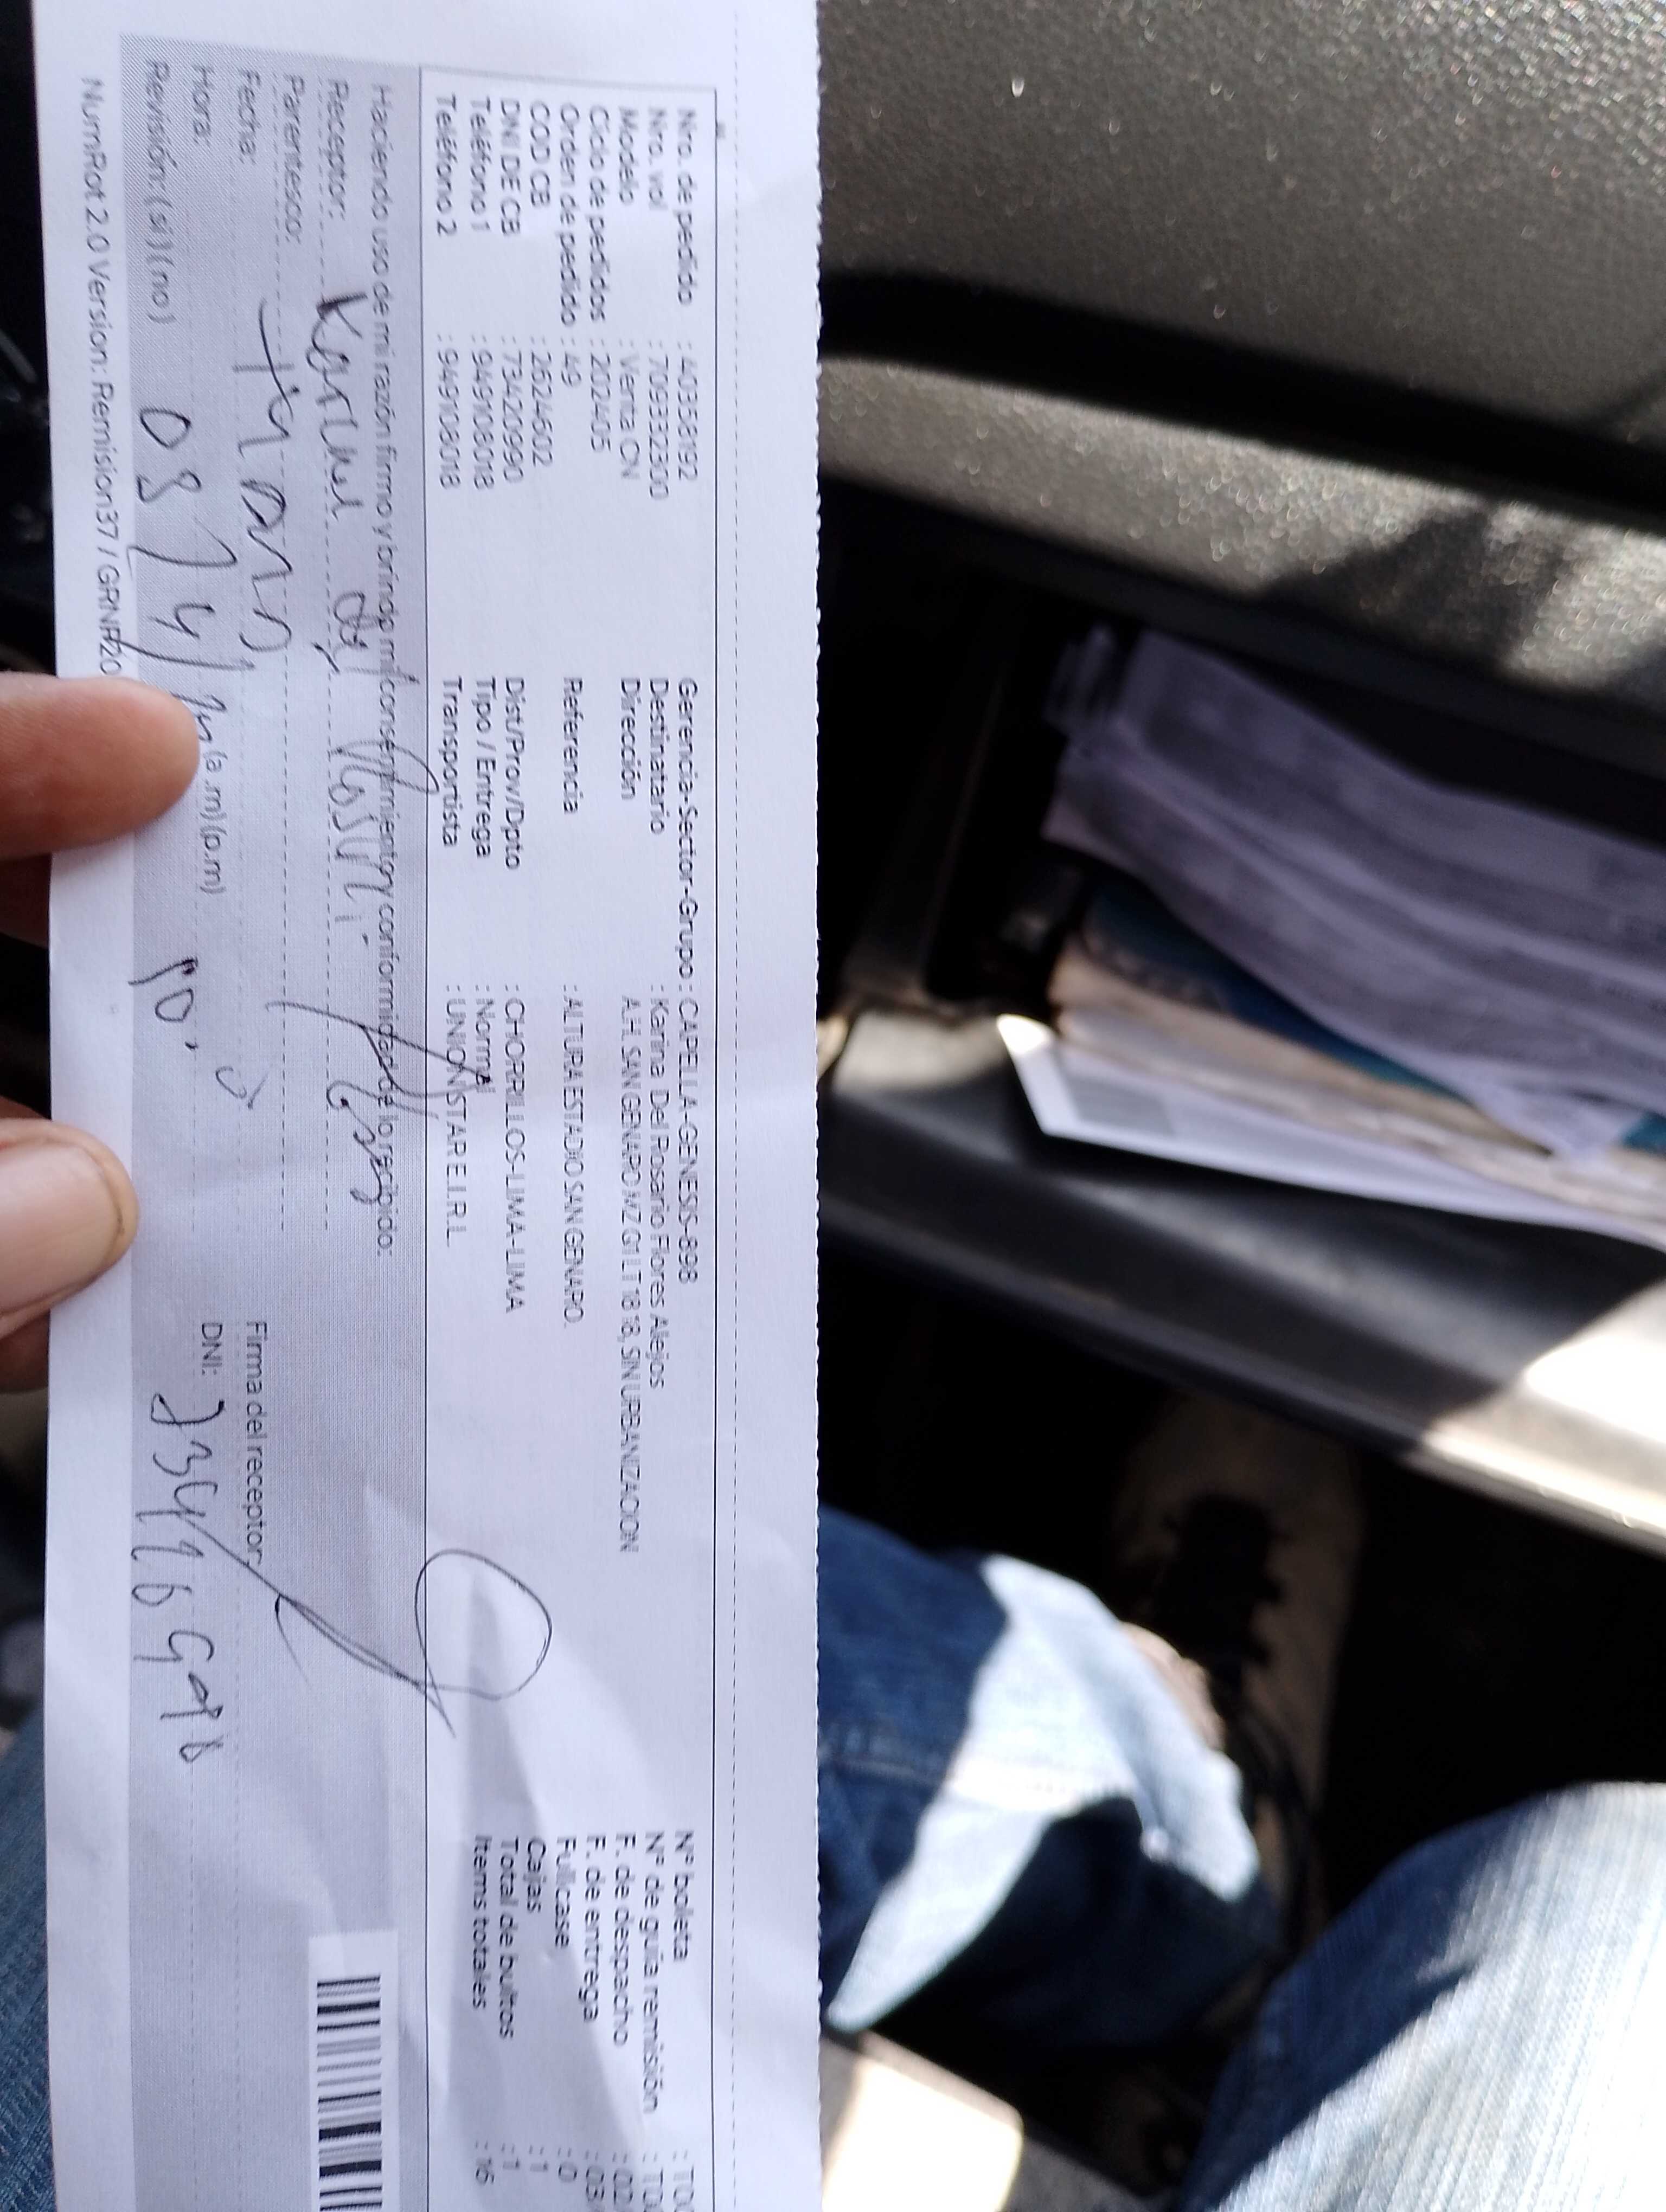 Nro. de pedido : 40358192
Nro. vol : 709332300
Modelo : Venta CN
Ciclo de pedidos : 202405
Orden de pedido : 49
COD CB : 2624602
DNI DE CB : 73420990
Teléfono 1 : 949108018
Teléfono 2 : 949108018
Gerencia-Sector-Grupo : CAPELLA-GENESIS-898
Destinatario : Karina Del Rosario Flores Alejos
Dirección A.H. SAN GENARO MZ G1 LT 18 18, SIN URBANIZACION
Referencia : ALTURA ESTADIO SAN GENARO.
Dist/Prov/Dpto : CHORRILLOS-LIMA-LIMA
Tipo / Entrega : Normal
Transportista : UNIONSTAR E.I.R.L.
N° boleta
N° de guía remisión
F. de despacho : 02
F. de entrega : 03
Fullcase : 0
Cajas : 1
Total de bultos : 1
Items totales : 16
Haciendo uso de mi razón firmo y brindo mi consentimiento y conformidad de lo recibido:
Receptor:
Parentesco:
Fecha:
Hora: (a.m)(p.m)
Revisión:(si)(no)
Firma del receptor:
DNI:
NumRot 2.0 Version: Remisión37 / GRNP20